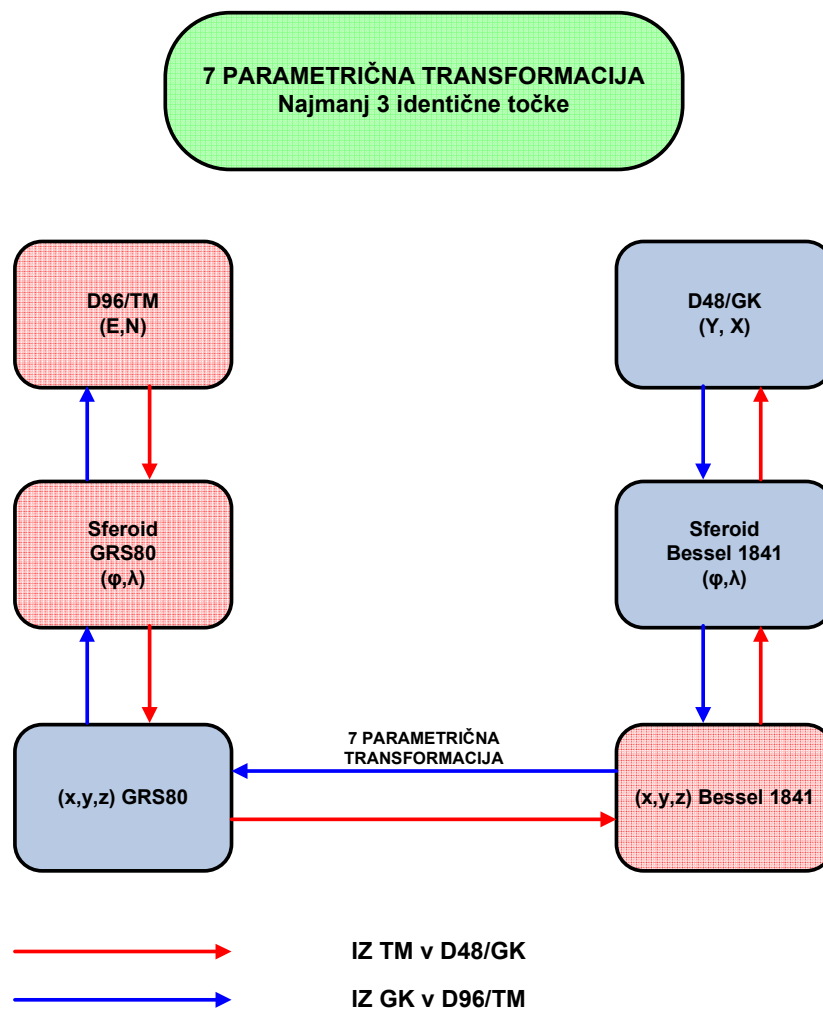 7 PARAMETRIČNA TRANSFORMACIJA
Najmanj 3 identične točke
D96/TM
(E,N)
D48/GK
(Y, X)
Sferoid
GRS80
(φ,λ)
Sferoid
Bessel 1841
(φ,λ)
7 PARAMETRIČNA
TRANSFORMACIJA
(x,y,z) GRS80
(x,y,z) Bessel 1841
IZ TM v D48/GK
IZ GK v D96/TM